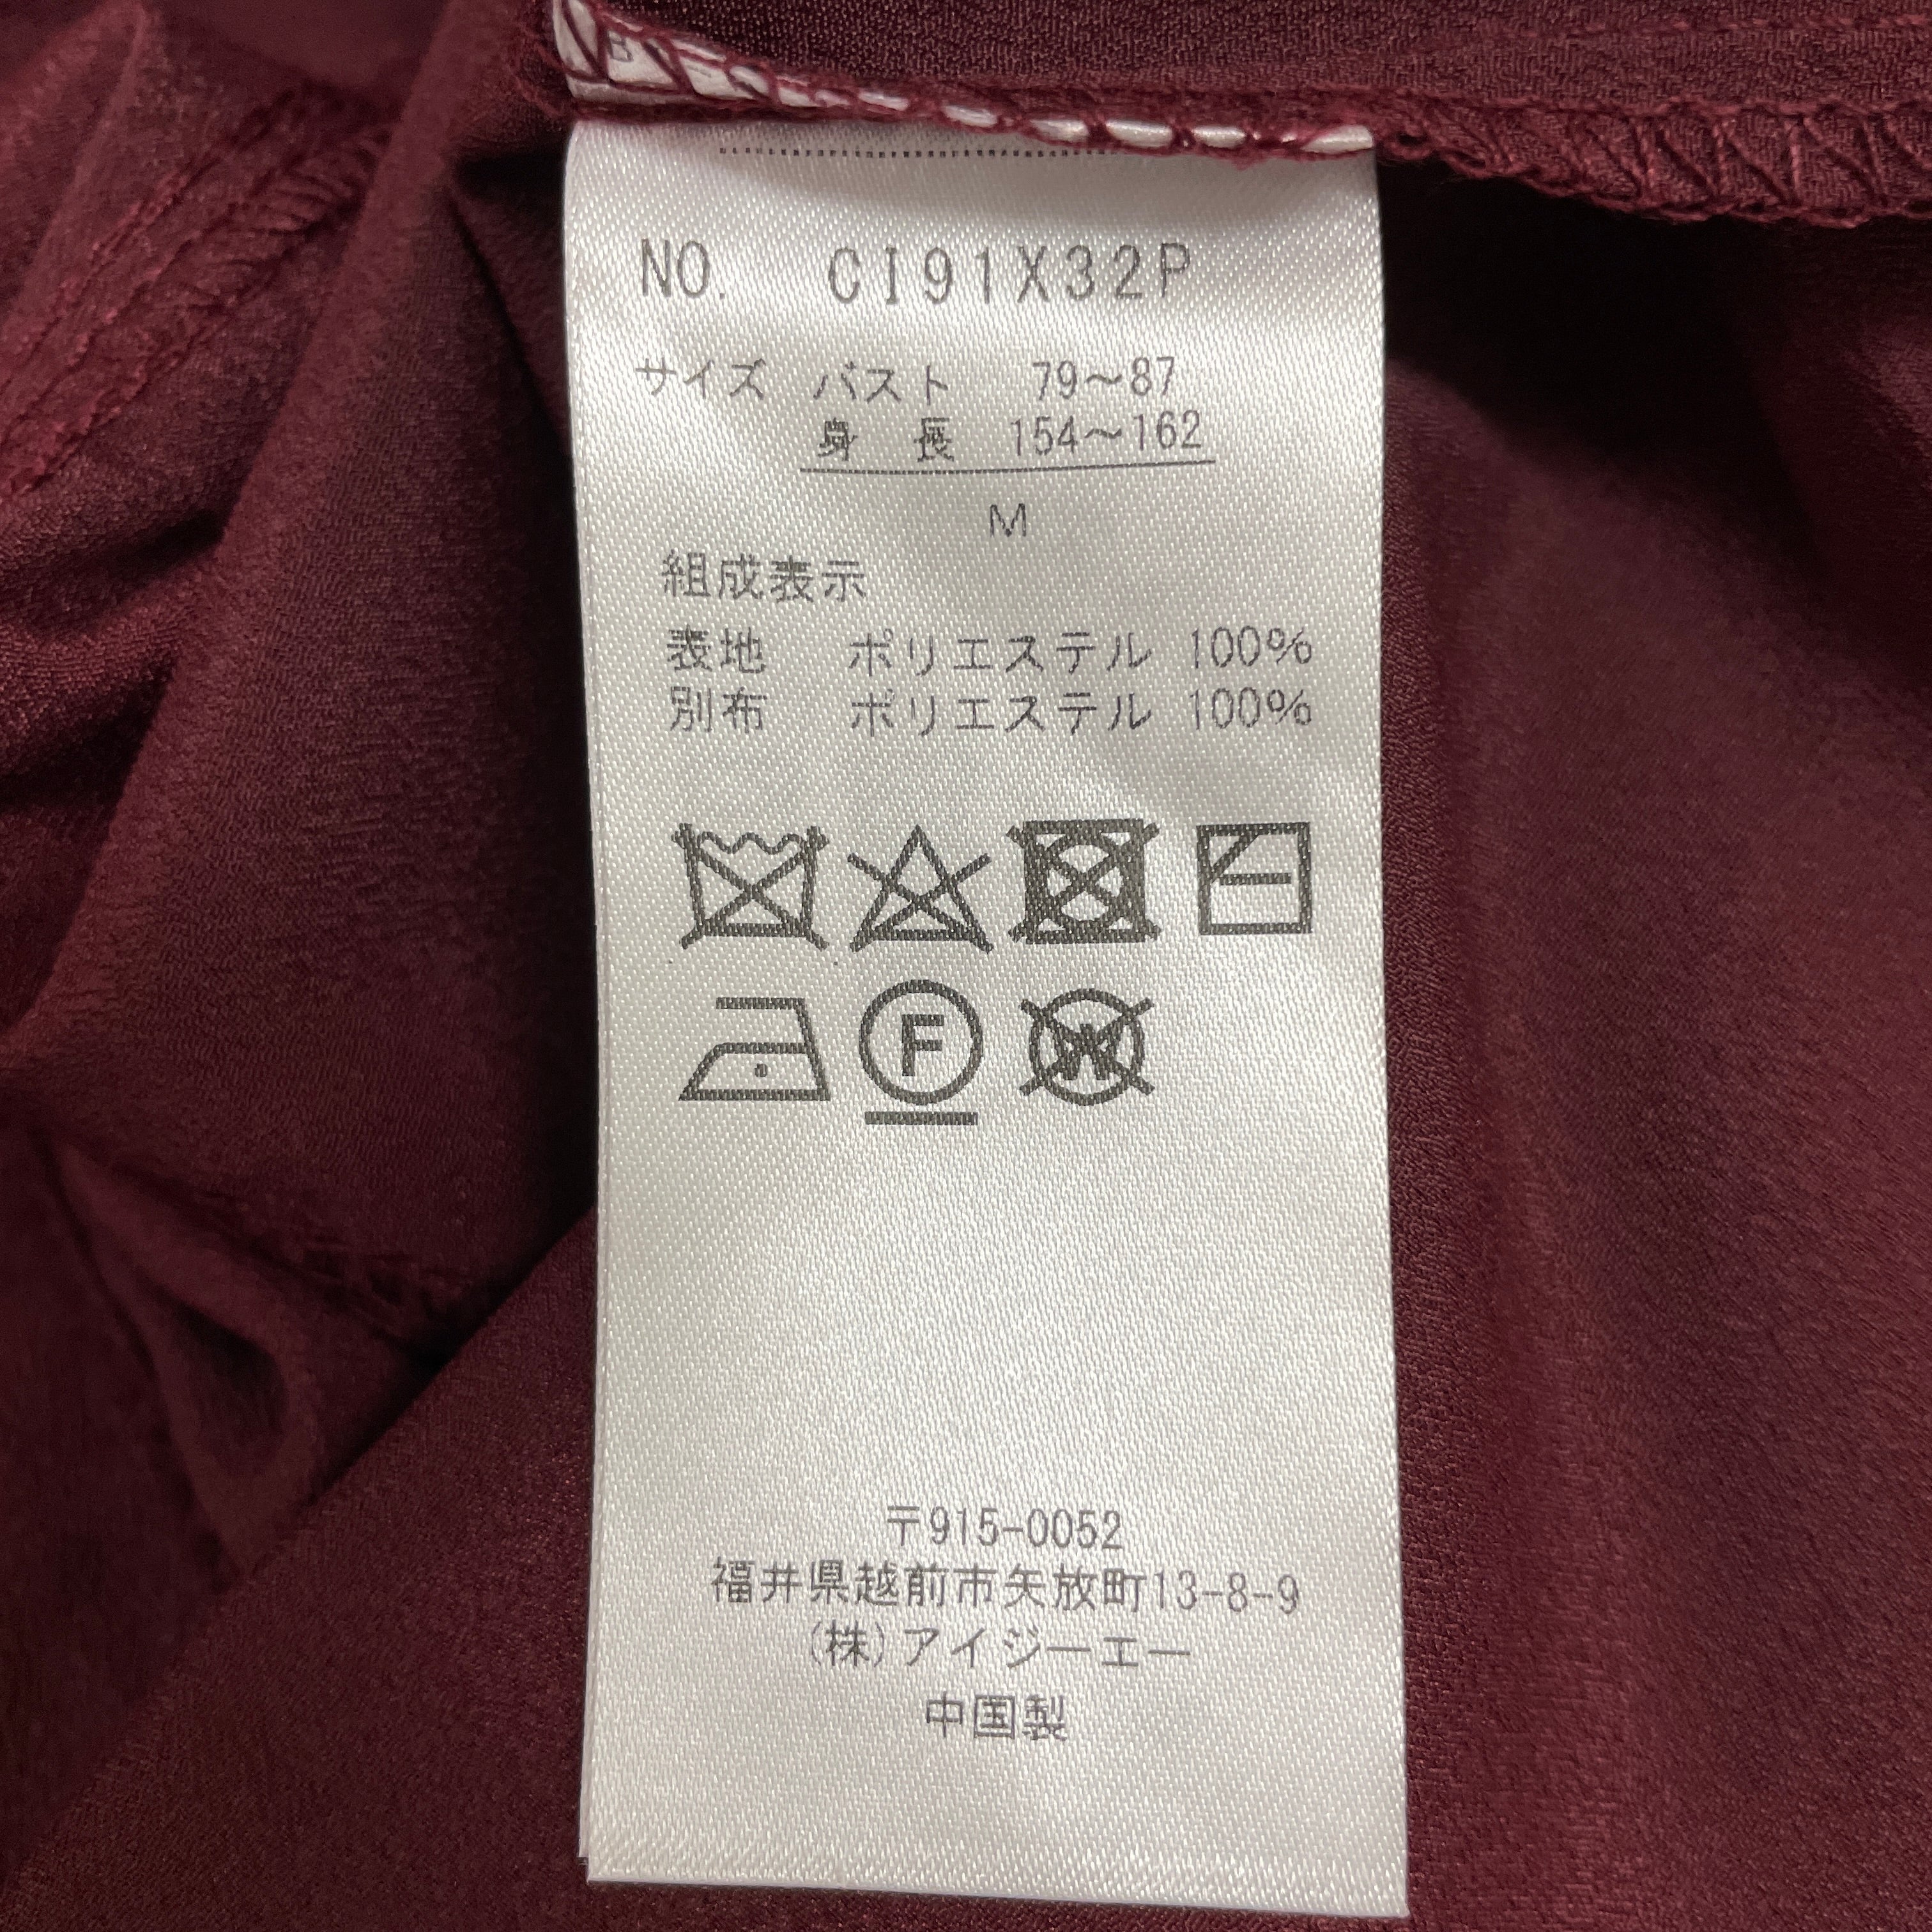 NO. CI91X32P
サイズ バスト 79～87
身 長 154～162
M
組成表示
表地 ポリエステル 100%
別布 ポリエステル 100%
F
W
〒915-0052
福井県越前市矢放町13-8-9
(株)アイジーエー
中国製